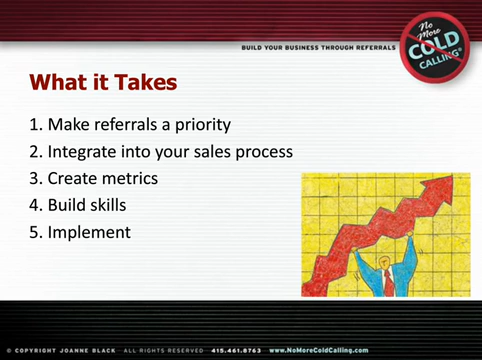 BUILD YOUR BUSINESS THROUGH REFERRALS
No
More
COLD
CALLING®
What it Takes
1. Make referrals a priority
2. Integrate into your sales process
3. Create metrics
4. Build skills
5. Implement
© COPYRIGHT JOANNE BLACK ALL RIGHTS RESERVED 415.461.8763 www.NoMoreColdCalling.com